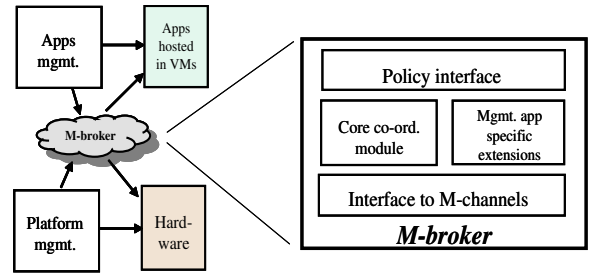 Apps
mgmt.
Apps
hosted
in VMs
M-broker
Platform
mgmt.
Hard-
ware
Policy interface
Core co-ord.
module
Mgmt. app
specific
extensions
Interface to M-channels
M-broker